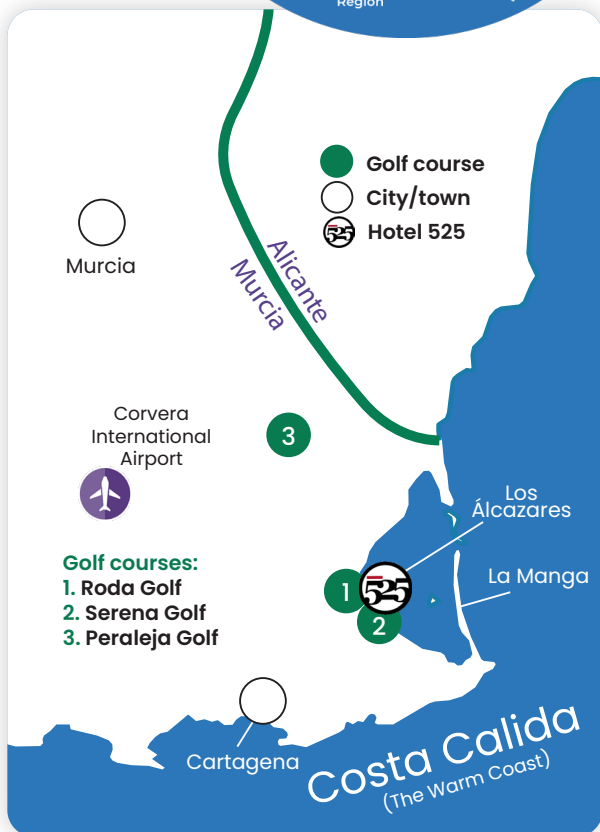 Region
Golf course
City/town
525
Hotel 525
Murcia
Alicante
Murcia
Corvera
International
Airport
3
Los
Álcazares
La Manga
Golf courses:
1. Roda Golf
2. Serena Golf
3. Peraleja Golf
1
525
2
Cartagena
Costa Calida
(The Warm Coast)